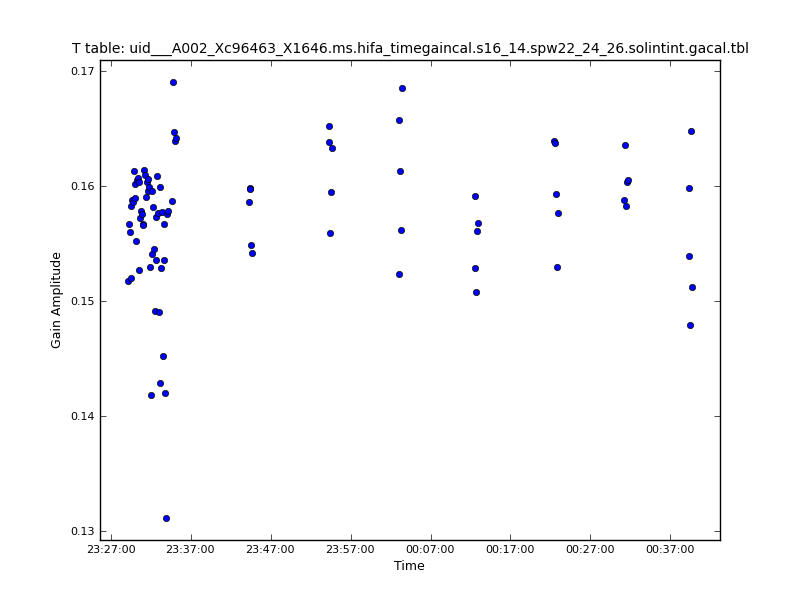 T table: uid___A002_Xc96463_X1646.ms.hifa_timegaincal.s16_14.spw22_24_26.solintint.gacal.tbl
0.17
0.16
0.15
0.14
0.13
Gain Amplitude
23:27:00 23:37:00 23:47:00 23:57:00 00:07:00 00:17:00 00:27:00 00:37:00
Time